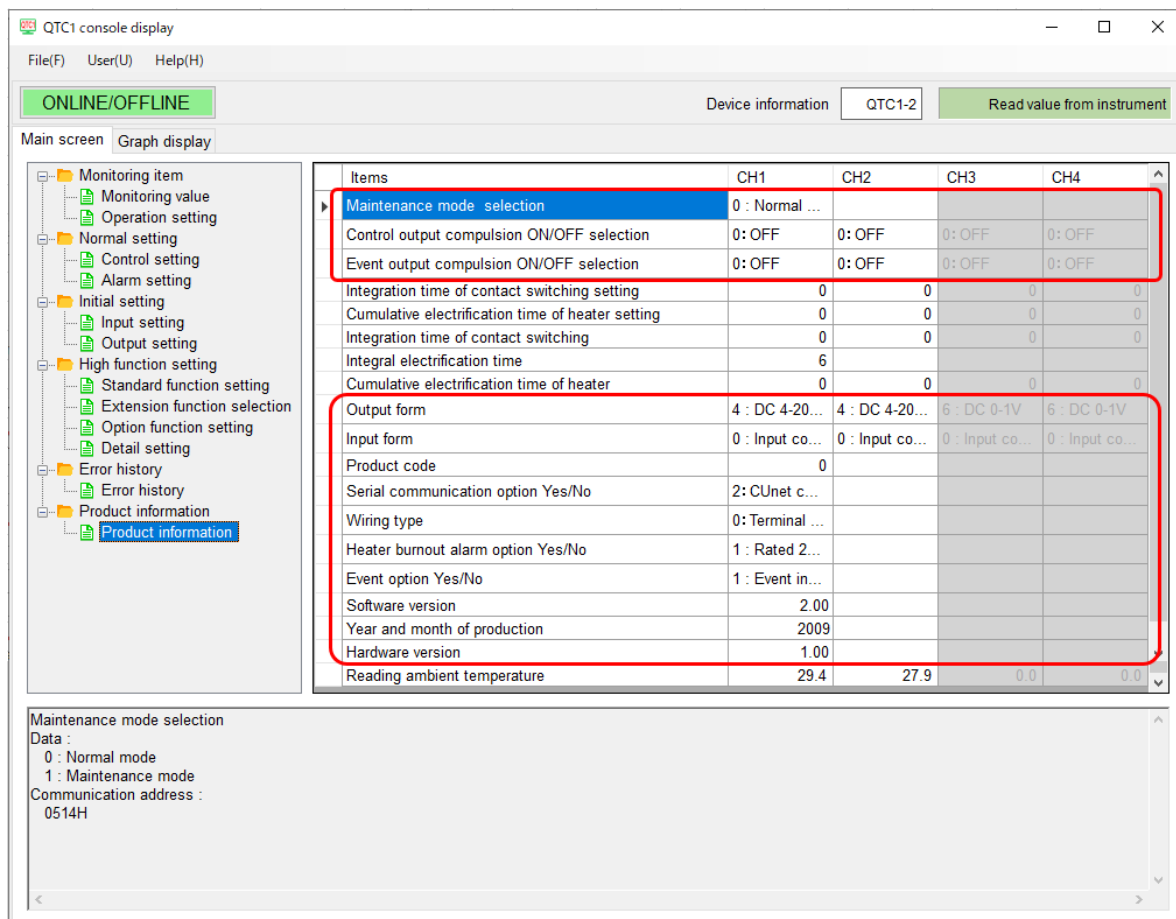 QTC1 console display
File(F) User(U) Help(H)
ONLINE/OFFLINE Device information QTC1-2 Read value from instrument
Main screen Graph display
Monitoring item
Monitoring value
Operation setting
Normal setting
Control setting
Alarm setting
Initial setting
Input setting
Output setting
High function setting
Standard function setting
Extension function selection
Option function setting
Detail setting
Error history
Error history
Product information
Product information
Items CH1 CH2 CH3 CH4
Maintenance mode selection 0 : Normal ...
Control output compulsion ON/OFF selection 0: OFF 0: OFF 0: OFF 0: OFF
Event output compulsion ON/OFF selection 0: OFF 0: OFF 0: OFF 0: OFF
Integration time of contact switching setting 0 0 0 0
Cumulative electrification time of heater setting 0 0 0 0
Integration time of contact switching 0 0 0 0
Integral electrification time 6
Cumulative electrification time of heater 0 0 0 0
Output form 4 : DC 4-20... 4 : DC 4-20... 6 : DC 0-1V 6 : DC 0-1V
Input form 0 : Input co... 0 : Input co... 0 : Input co... 0 : Input co...
Product code 0
Serial communication option Yes/No 2: CUnet c...
Wiring type 0: Terminal ...
Heater burnout alarm option Yes/No 1 : Rated 2...
Event option Yes/No 1 : Event in...
Software version 2.00
Year and month of production 2009
Hardware version 1.00
Reading ambient temperature 29.4 27.9 0.0 0.0
Maintenance mode selection
Data :
0 : Normal mode
1 : Maintenance mode
Communication address :
0514H